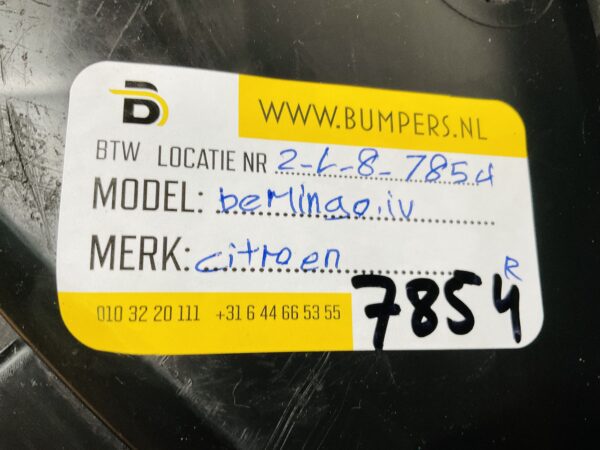 B
WWW.BUMPERS.NL
BTW LOCATIE NR 2-L-8-7854
MODEL: berlingo.iv
MERK: citroen
R
010 32 20 111 +31 6 44 66 53 55
7854